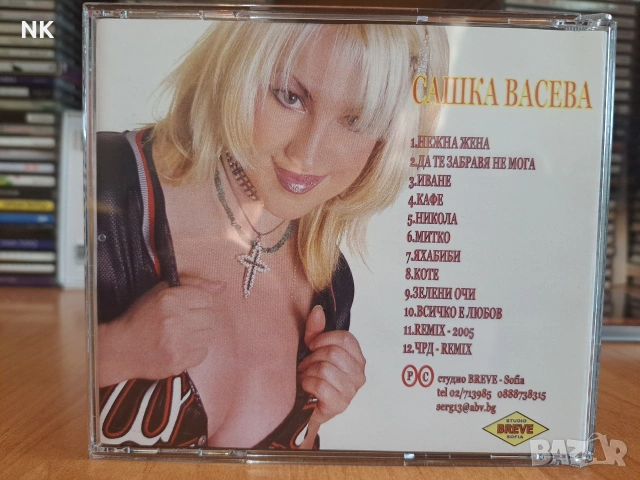 NK
САШКА ВАСЕВА
1.НЕЖНА ЖЕНА
2.ДА ТЕ ЗАБРАВЯ НЕ МОГА
3.ИВАНЕ
4.КАФЕ
5.НИКОЛА
6.МИТКО
7.ЯХАБИБИ
8.КОТЕ
9.ЗЕЛЕНИ ОЧИ
10.ВСИЧКО Е ЛЮБОВ
11.REMIX - 2005
12.ЧРД - REMIX
P C студио BREVE - Sofia
tel 02/713985 0888738315
serg13@abv.bg
STUDIO
BREVE
SOFIA
BAZAR